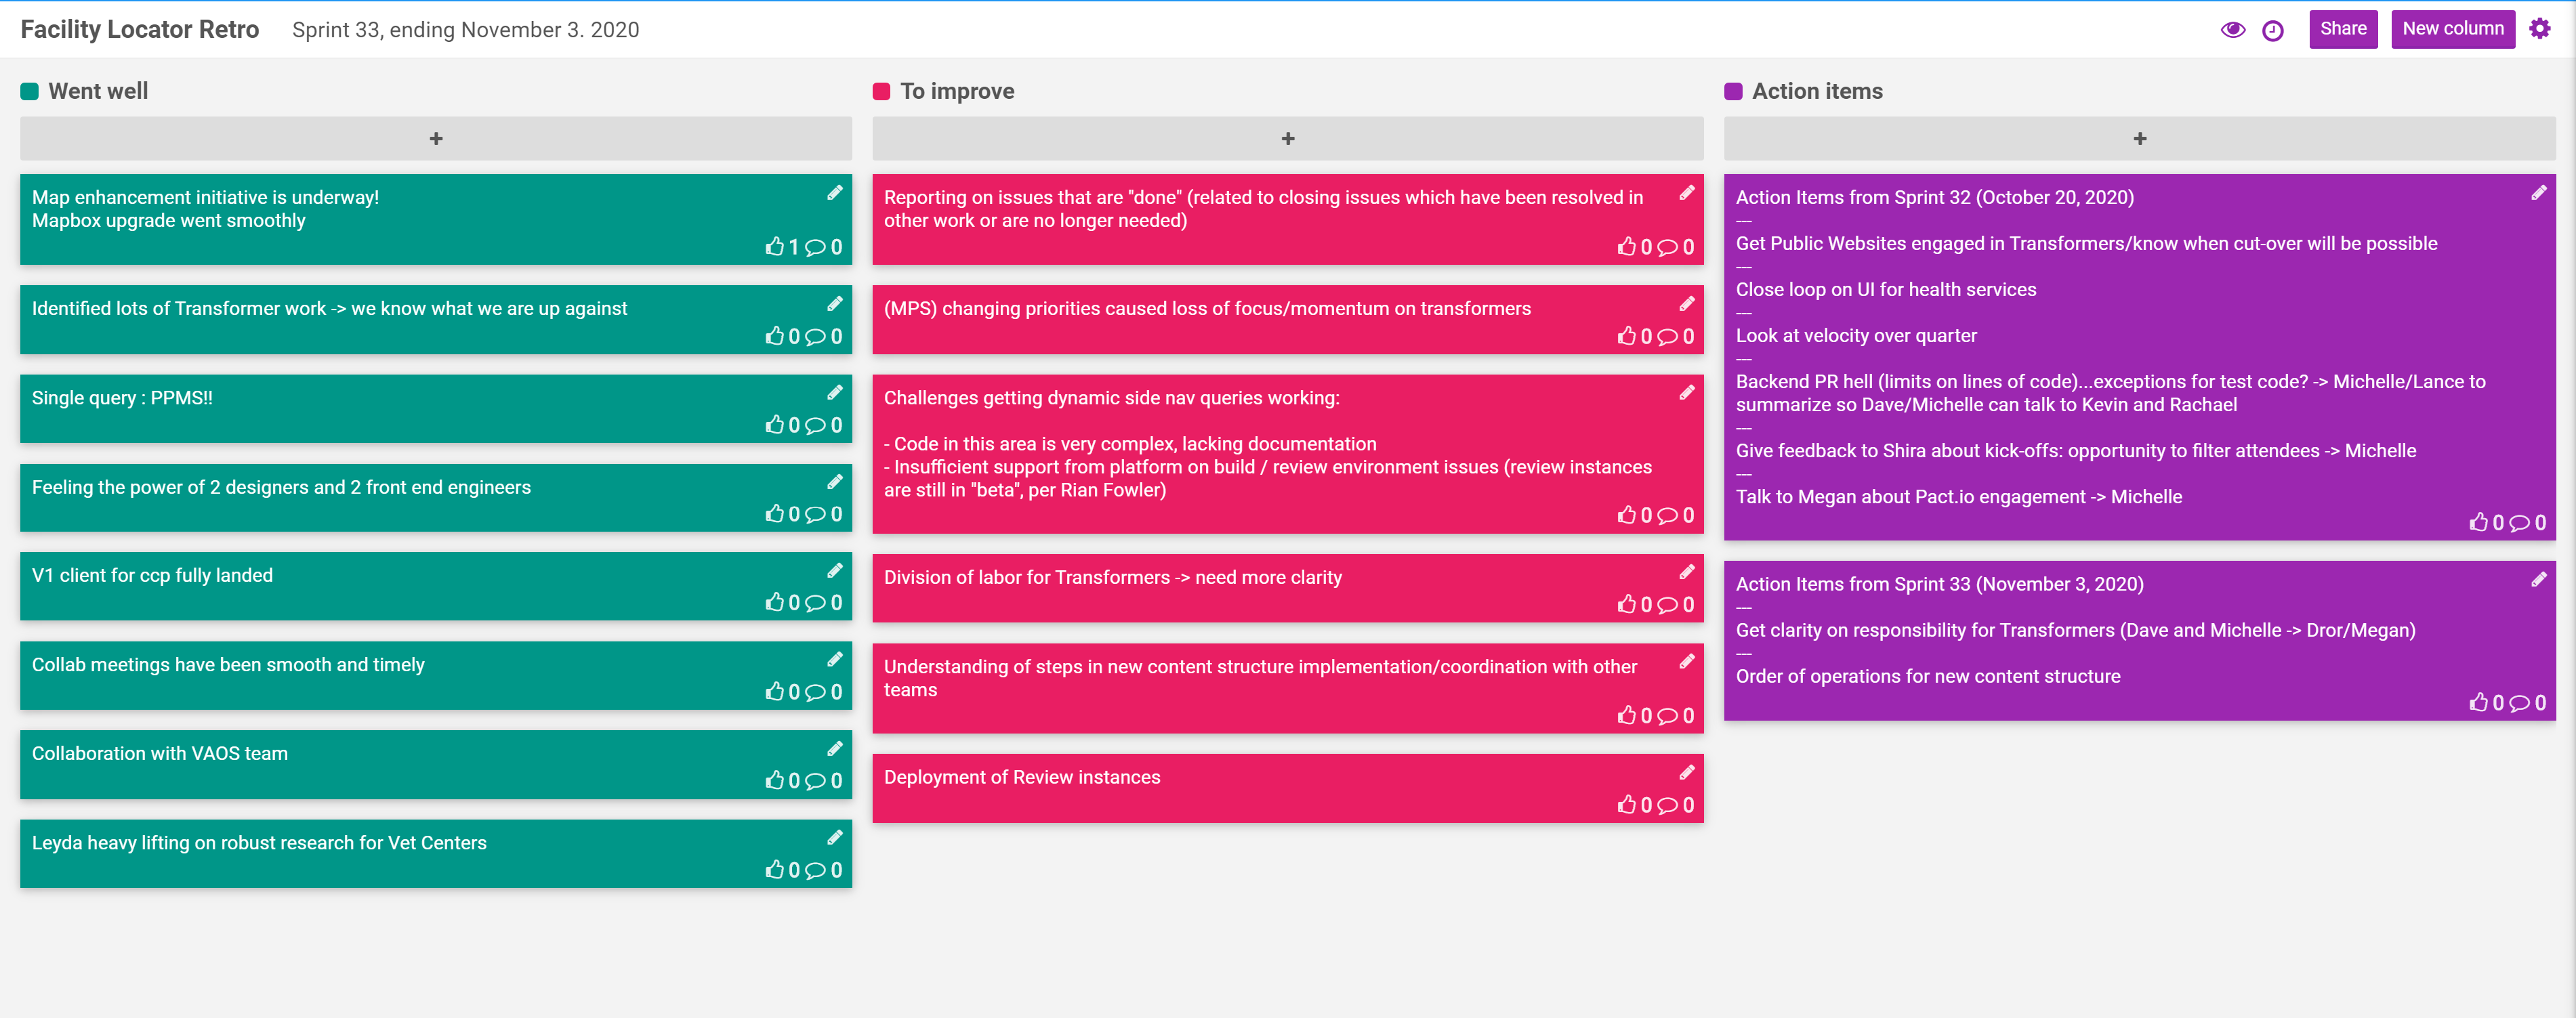 Facility Locator Retro
Sprint 33, ending November 3. 2020
Share
New column
Went well
+
Map enhancement initiative is underway!
Mapbox upgrade went smoothly
1 0
Identified lots of Transformer work -> we know what we are up against
0 0
Single query : PPMS!!
0 0
Feeling the power of 2 designers and 2 front end engineers
0 0
V1 client for ccp fully landed
0 0
Collab meetings have been smooth and timely
0 0
Collaboration with VAOS team
0 0
Leyda heavy lifting on robust research for Vet Centers
0 0
To improve
+
Reporting on issues that are "done" (related to closing issues which have been resolved in
other work or are no longer needed)
0 0
(MPS) changing priorities caused loss of focus/momentum on transformers
0 0
Challenges getting dynamic side nav queries working:
- Code in this area is very complex, lacking documentation
- Insufficient support from platform on build / review environment issues (review instances
are still in "beta", per Rian Fowler)
0 0
Division of labor for Transformers -> need more clarity
0 0
Understanding of steps in new content structure implementation/coordination with other
teams
0 0
Deployment of Review instances
0 0
Action items
+
Action Items from Sprint 32 (October 20, 2020)
---
Get Public Websites engaged in Transformers/know when cut-over will be possible
---
Close loop on UI for health services
---
Look at velocity over quarter
---
Backend PR hell (limits on lines of code)...exceptions for test code? -> Michelle/Lance to
summarize so Dave/Michelle can talk to Kevin and Rachael
---
Give feedback to Shira about kick-offs: opportunity to filter attendees -> Michelle
---
Talk to Megan about Pact.io engagement -> Michelle
0 0
Action Items from Sprint 33 (November 3, 2020)
---
Get clarity on responsibility for Transformers (Dave and Michelle -> Dror/Megan)
---
Order of operations for new content structure
0 0